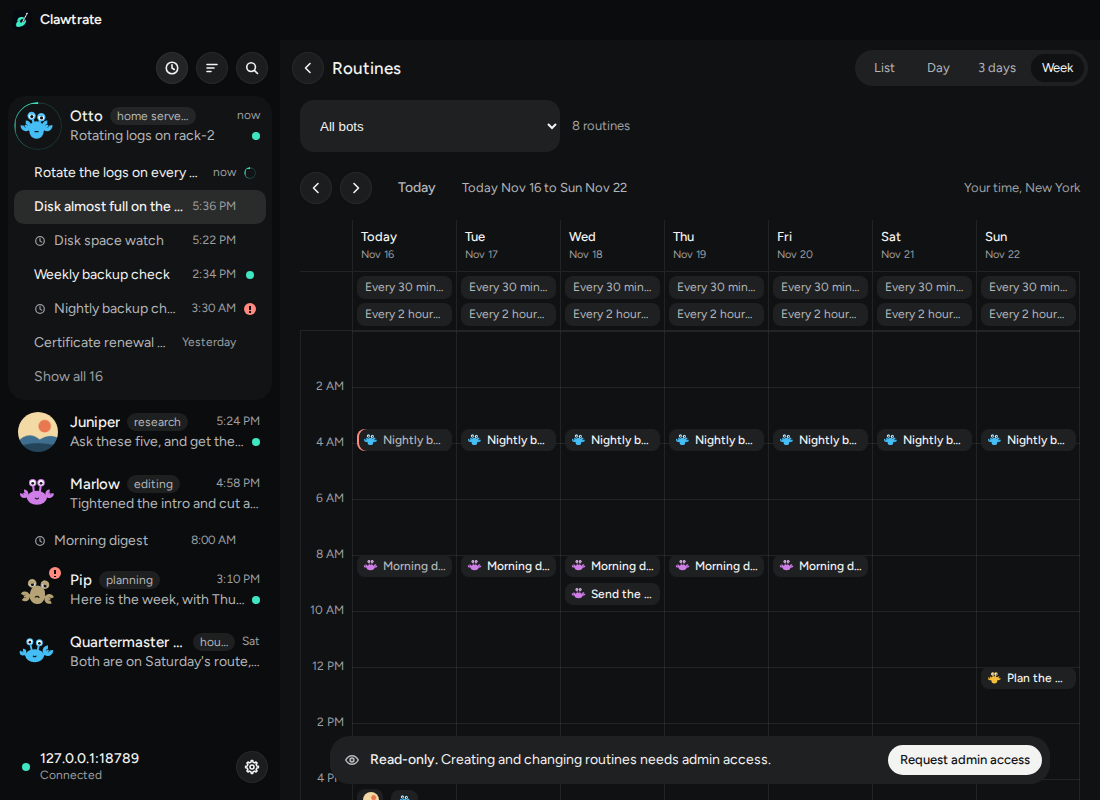 Clawtrate
Otto home serve... now
Rotating logs on rack-2
Rotate the logs on every ... now
Disk almost full on the ... 5:36 PM
Disk space watch 5:22 PM
Weekly backup check 2:34 PM
Nightly backup ch... 3:30 AM
Certificate renewal ... Yesterday
Show all 16
Juniper research 5:24 PM
Ask these five, and get the...
Marlow editing 4:58 PM
Tightened the intro and cut a...
Morning digest 8:00 AM
Pip planning 3:10 PM
Here is the week, with Thu...
Quartermaster ... hou... Sat
Both are on Saturday's route,...
127.0.0.1:18789
Connected
Routines List Day 3 days Week
All bots 8 routines
Today Today Nov 16 to Sun Nov 22 Your time, New York
Today Tue Wed Thu Fri Sat Sun
Nov 16 Nov 17 Nov 18 Nov 19 Nov 20 Nov 21 Nov 22
Every 30 min... Every 30 min... Every 30 min... Every 30 min... Every 30 min... Every 30 min... Every 30 min...
Every 2 hour... Every 2 hour... Every 2 hour... Every 2 hour... Every 2 hour... Every 2 hour... Every 2 hour...
2 AM
4 AM Nightly b... Nightly b... Nightly b... Nightly b... Nightly b... Nightly b... Nightly b...
6 AM
8 AM
Morning d... Morning d... Morning d... Morning d... Morning d...
Send the ...
10 AM
12 PM
Plan the ...
2 PM
Read-only. Creating and changing routines needs admin access. Request admin access
4 P